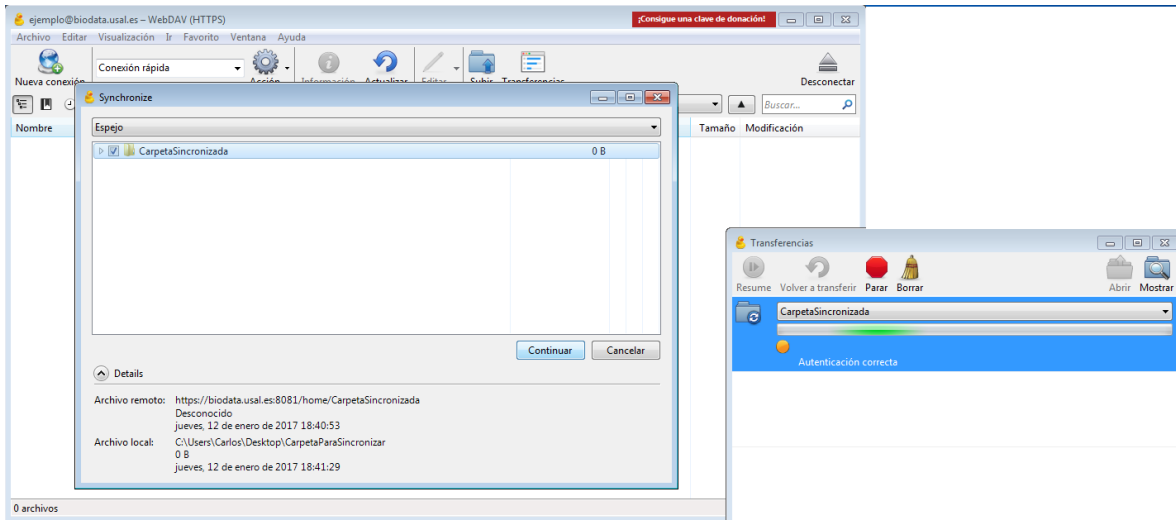 ejemplo@biodata.usal.es – WebDAV (HTTPS)
¡Consigue una clave de donación!
Archivo Editar Visualización Ir Favorito Ventana Ayuda
Nueva conexión
Conexión rápida
Acción
Información
Actualizar
Editar
Subir
Transferencias
Desconectar
Buscar...
Nombre
Tamaño
Modificación
Synchronize
Espejo
CarpetaSincronizada
0 B
Continuar
Cancelar
Details
Archivo remoto: https://biodata.usal.es:8081/home/CarpetaSincronizada
Desconocido
jueves, 12 de enero de 2017 18:40:53
Archivo local: C:\Users\Carlos\Desktop\CarpetaParaSincronizar
0 B
jueves, 12 de enero de 2017 18:41:29
0 archivos
Transferencias
Resume
Volver a transferir
Parar
Borrar
Abrir
Mostrar
CarpetaSincronizada
Autenticación correcta